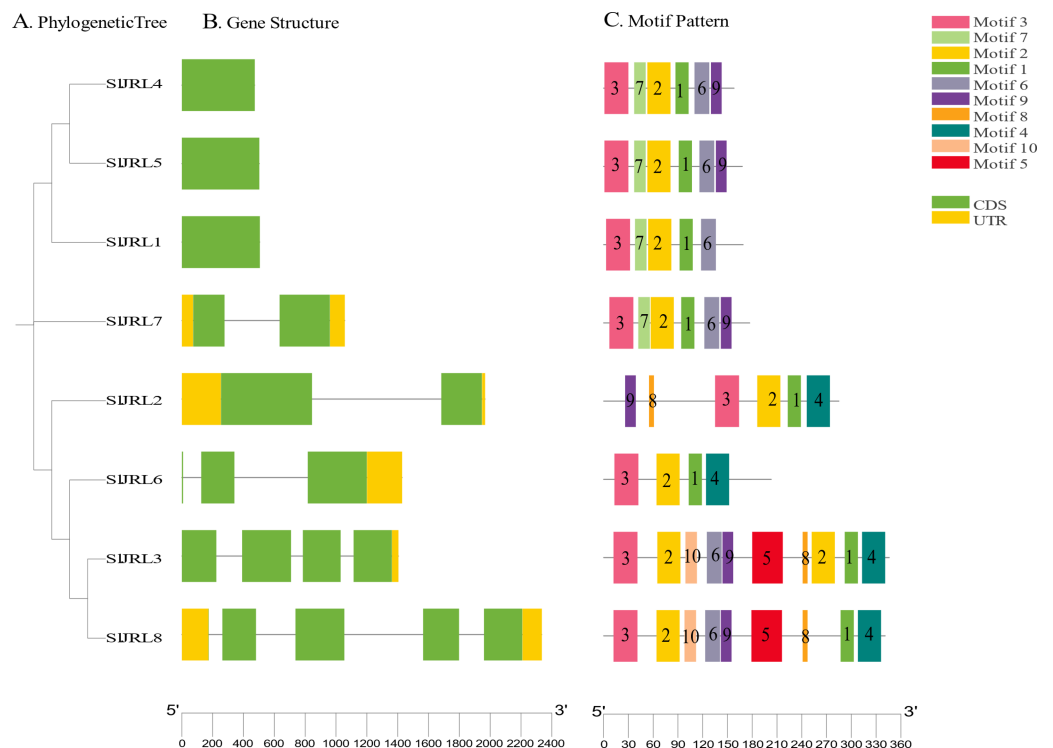 A. PhylogeneticTree B. Gene Structure C. Motif Pattern
Motif 3
Motif 7
Motif 2
Motif 1
Motif 6
Motif 9
Motif 8
Motif 4
Motif 10
Motif 5
CDS
UTR
SlJRL4 3 7 2 1 6 9
SlJRL5 3 7 2 1 6 9
SlJRL1 3 7 2 1 6
SlJRL7 3 7 2 1 6 9
SlJRL2 9 8 3 2 1 4
SlJRL6 3 2 1 4
SlJRL3 3 2 10 6 9 5 8 2 1 4
SlJRL8 3 2 10 6 9 5 8 1 4
5' 3' 5' 3'
0 200 400 600 800 1000 1200 1400 1600 1800 2000 2200 2400 0 30 60 90 120 150 180 210 240 270 300 330 360